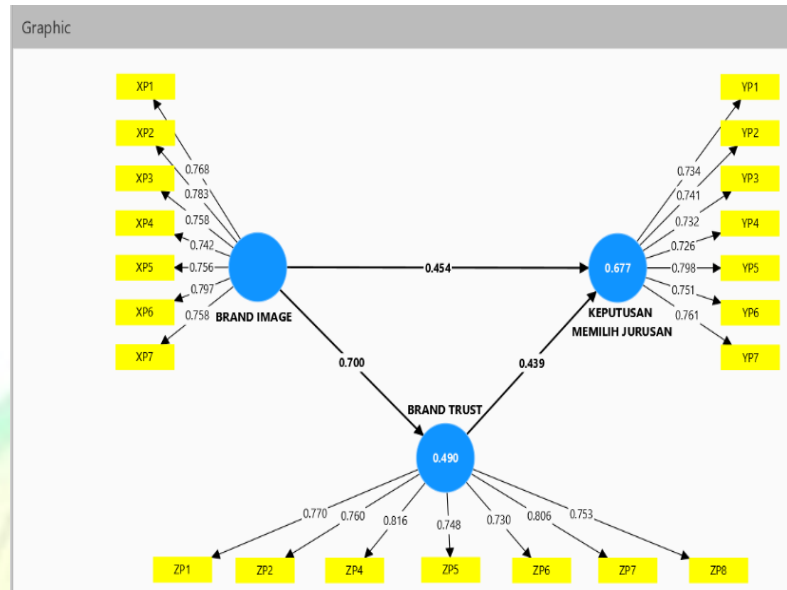 Graphic
XP1
XP2
XP3
XP4
XP5
XP6
XP7
0.768
0.783
0.758
0.742
0.756
0.797
0.758
BRAND IMAGE
0.454
0.700
0.439
YP1
YP2
YP3
YP4
YP5
YP6
YP7
0.734
0.741
0.732
0.726
0.798
0.751
0.761
0.677
KEPUTUSAN
MEMILIH JURUSAN
BRAND TRUST
0.490
0.770
0.760
0.816
0.748
0.730
0.806
0.753
ZP1
ZP2
ZP4
ZP5
ZP6
ZP7
ZP8